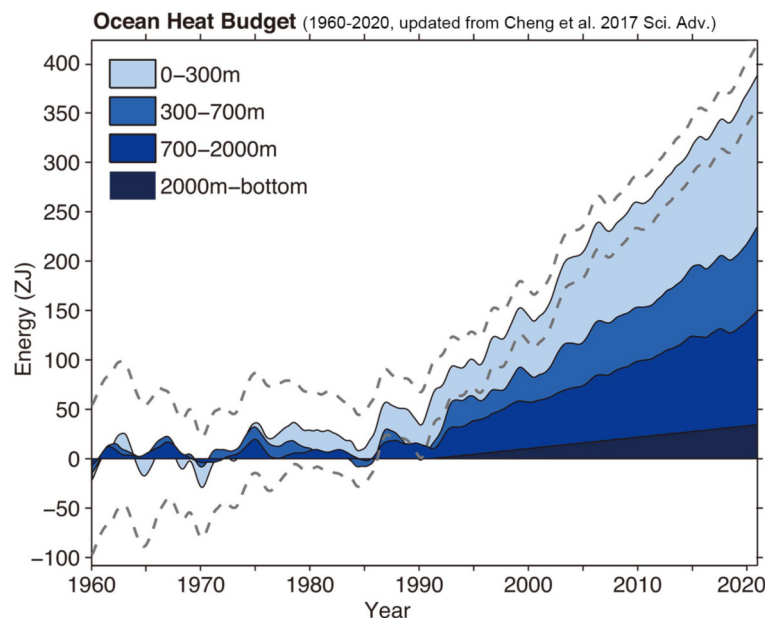 Ocean Heat Budget (1960-2020, updated from Cheng et al. 2017 Sci. Adv.)
0−300m
300−700m
700−2000m
2000m−bottom
Energy (ZJ)
400
350
300
250
200
150
100
50
0
−50
−100
1960 1970 1980 1990 2000 2010 2020
Year